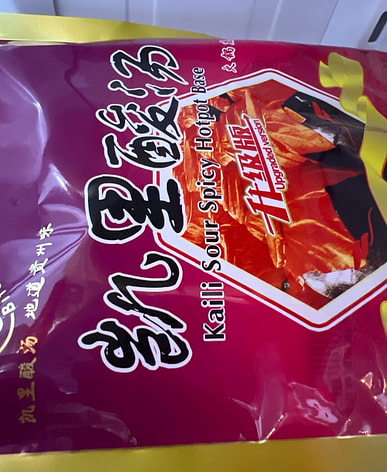 凯里酸汤
Kaili Sour Spicy Hotpot Base
升级版
Upgraded version
凯里酸汤 地道贵州味